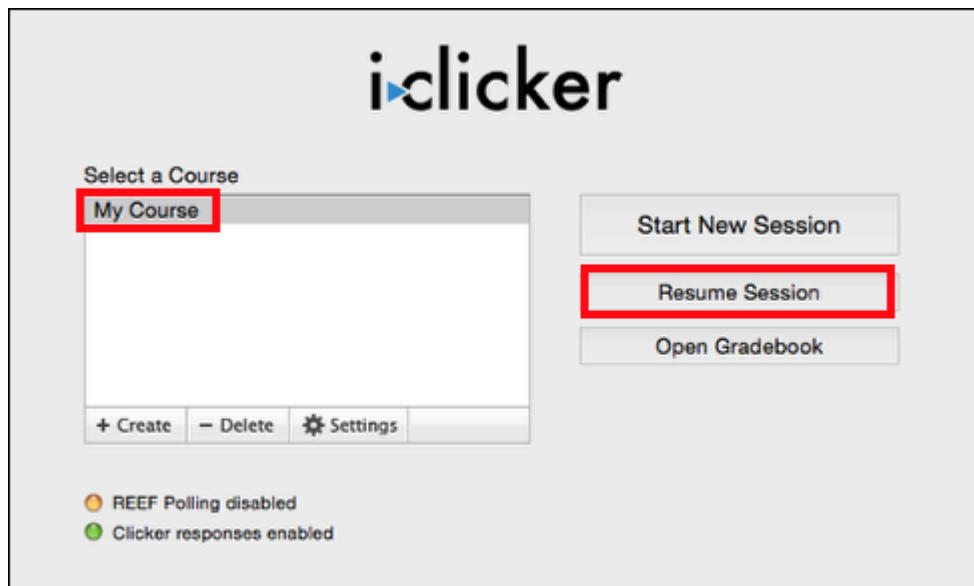 i>clicker
Select a Course
My Course
Start New Session
Resume Session
Open Gradebook
+ Create
− Delete
Settings
REEF Polling disabled
Clicker responses enabled